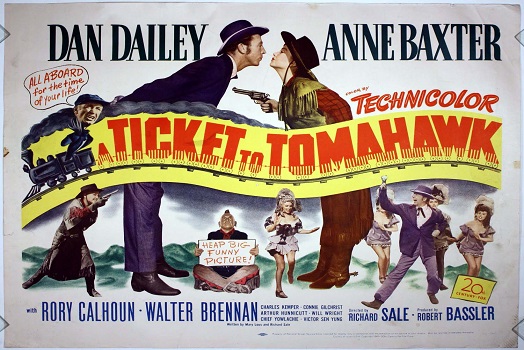 DAN DAILEY ANNE BAXTER
ALL ABOARD
for the time
of your life!
COLOR BY
TECHNICOLOR
A TICKET TO TOMAHAWK
HEAP BIG
FUNNY
PICTURE!
20th
CENTURY-FOX
with RORY CALHOUN · WALTER BRENNAN
CHARLES KEMPER · CONNIE GILCHRIST
ARTHUR HUNNICUTT · WILL WRIGHT
CHIEF YOWLACHIE · VICTOR SEN YUNG
Directed by RICHARD SALE · Produced by ROBERT BASSLER
Written by Mary Loos and Richard Sale